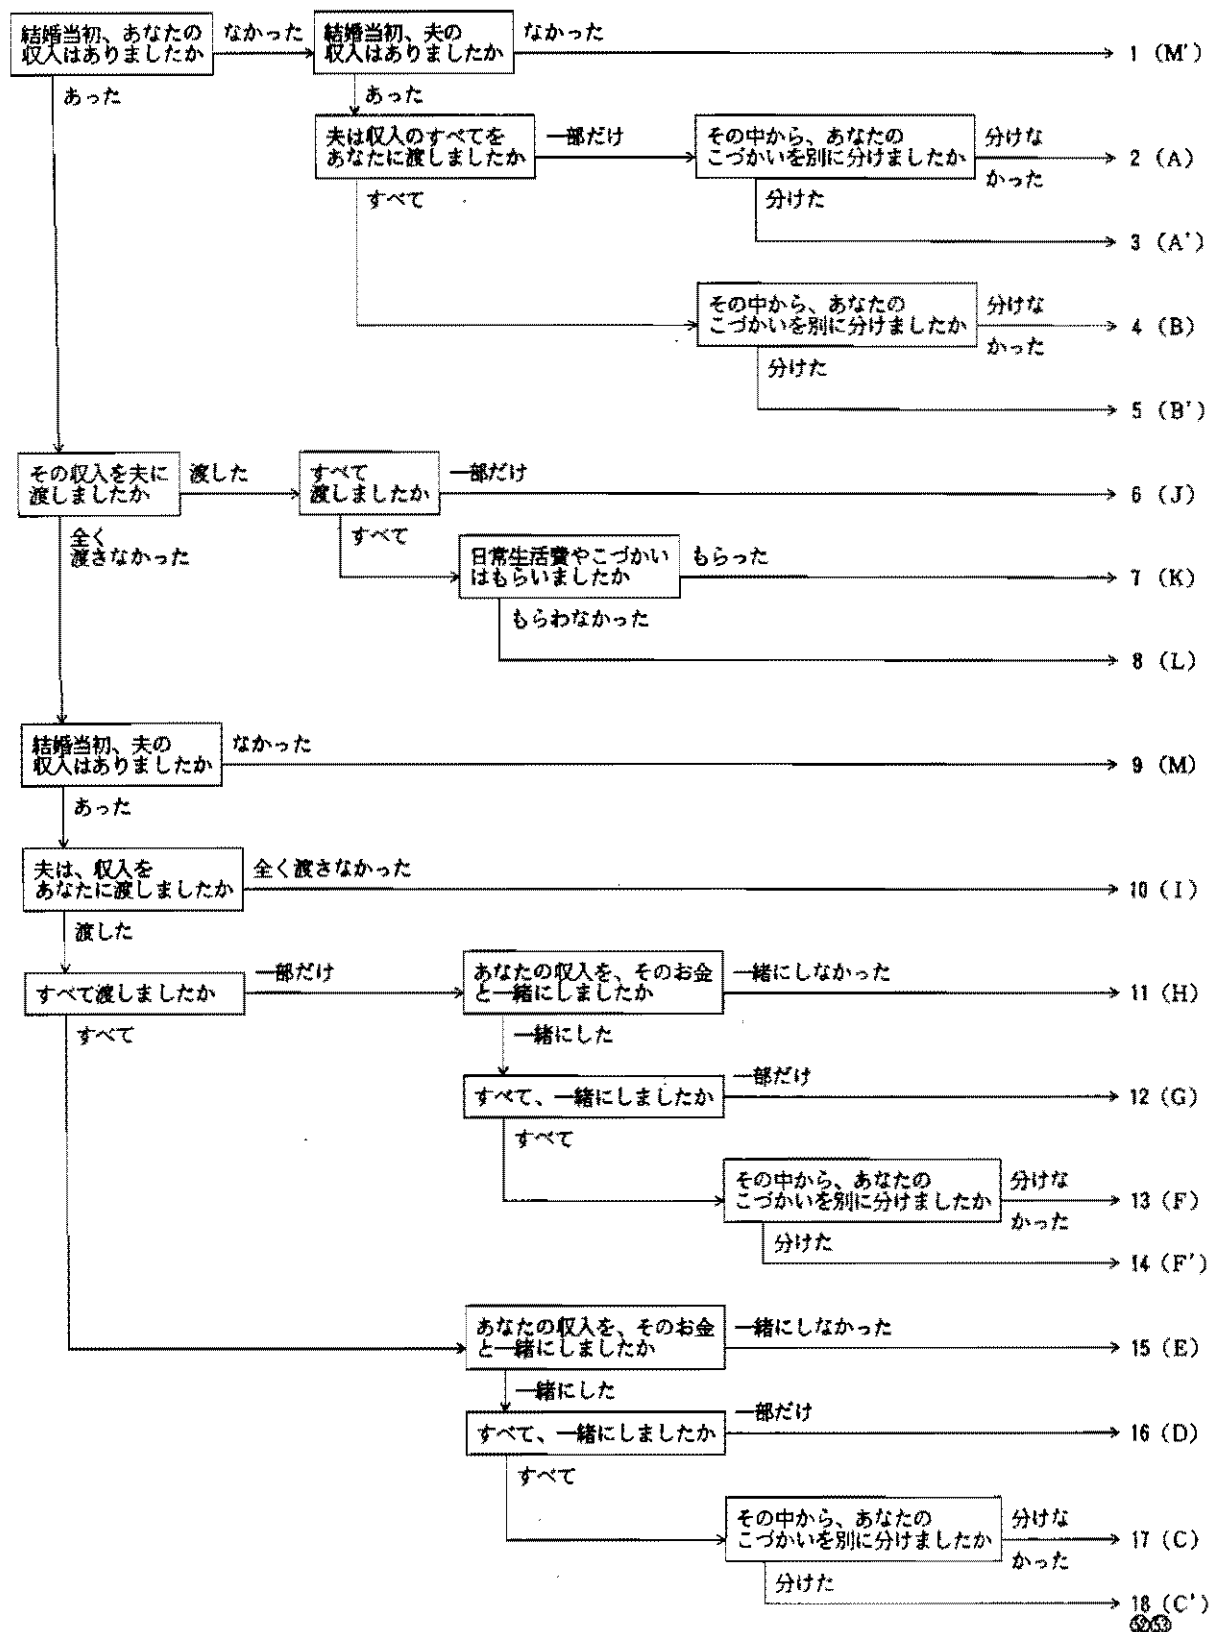 結婚当初、あなたの
収入はありましたか
なかった
結婚当初、夫の
収入はありましたか
なかった
1 (M')
あった
あった
夫は収入のすべてを
あなたに渡しましたか
一部だけ
その中から、あなたの
こづかいを別に分けましたか
分けな
かった
2 (A)
すべて
分けた
3 (A')
その中から、あなたの
こづかいを別に分けましたか
分けな
かった
4 (B)
分けた
5 (B')
その収入を夫に
渡しましたか
渡した
すべて
渡しましたか
一部だけ
6 (J)
全く
渡さなかった
すべて
日常生活費やこづかい
はもらいましたか
もらった
7 (K)
もらわなかった
8 (L)
結婚当初、夫の
収入はありましたか
なかった
9 (M)
あった
夫は、収入を
あなたに渡しましたか
全く渡さなかった
10 (I)
渡した
すべて渡しましたか
一部だけ
あなたの収入を、そのお金
と一緒にしましたか
一緒にしなかった
11 (H)
すべて
一緒にした
すべて、一緒にしましたか
一部だけ
12 (G)
すべて
その中から、あなたの
こづかいを別に分けましたか
分けな
かった
13 (F)
分けた
14 (F')
あなたの収入を、そのお金
と一緒にしましたか
一緒にしなかった
15 (E)
一緒にした
すべて、一緒にしましたか
一部だけ
16 (D)
すべて
その中から、あなたの
こづかいを別に分けましたか
分けな
かった
17 (C)
分けた
18 (C')
52 53